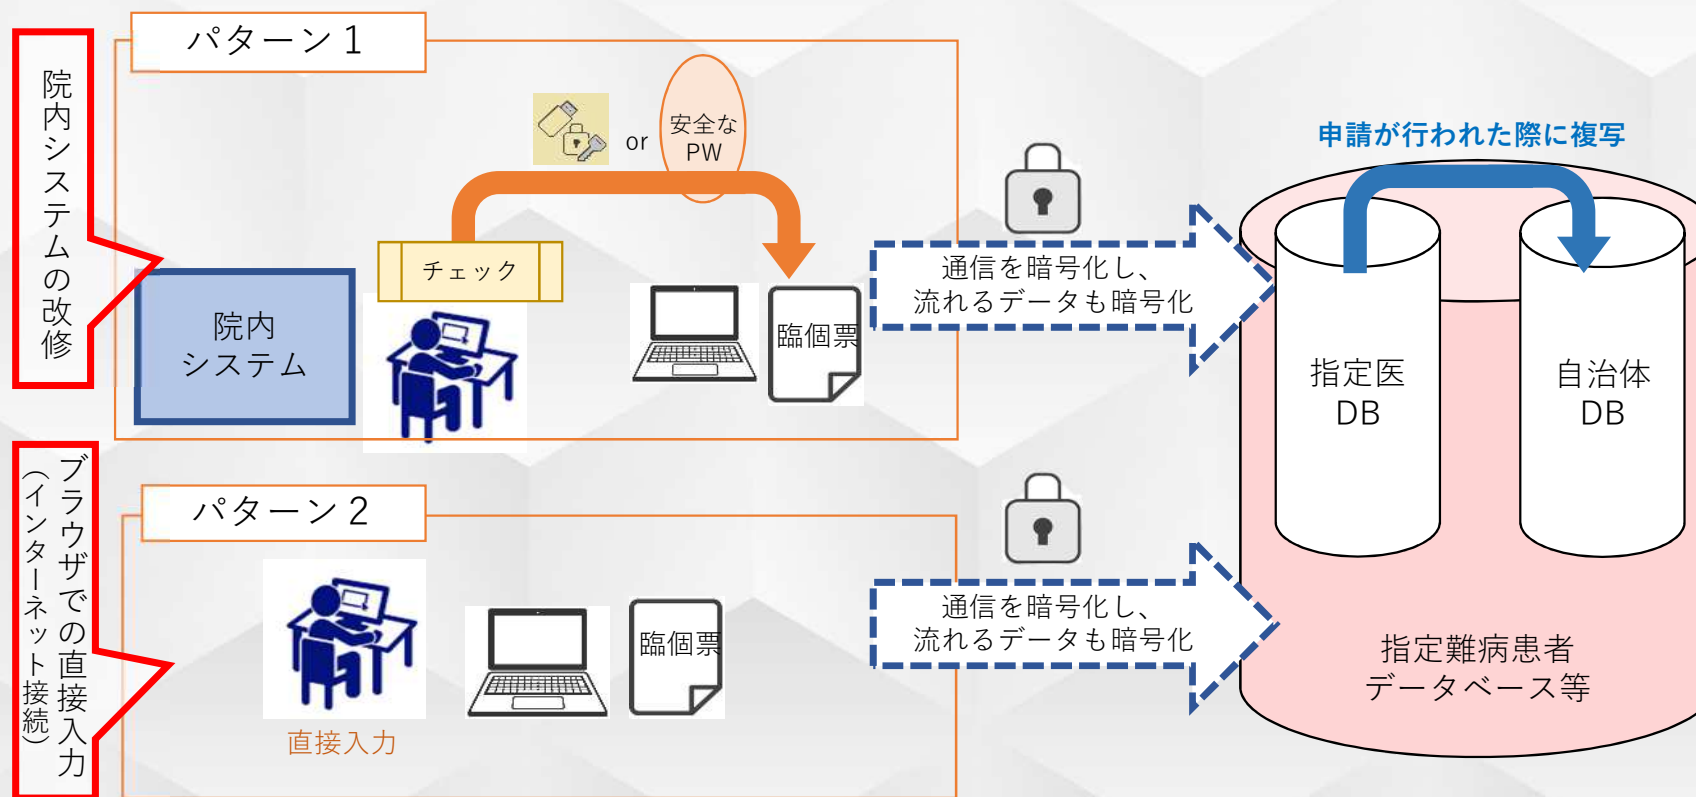 パターン１
院内システムの改修
or
安全な
PW
チェック
院内
システム
臨個票
通信を暗号化し、
流れるデータも暗号化
申請が行われた際に複写
指定医
DB
自治体
DB
指定難病患者
データベース等
パターン２
ブラウザでの直接入力
（インターネット接続）
直接入力
臨個票
通信を暗号化し、
流れるデータも暗号化